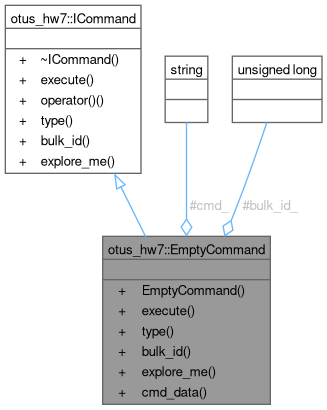 otus_hw7::ICommand
+ ~ICommand()
+ execute()
+ operator()()
+ type()
+ bulk_id()
+ explore_me()
string
unsigned long
#cmd_
#bulk_id_
otus_hw7::EmptyCommand
+ EmptyCommand()
+ execute()
+ type()
+ bulk_id()
+ explore_me()
+ cmd_data()